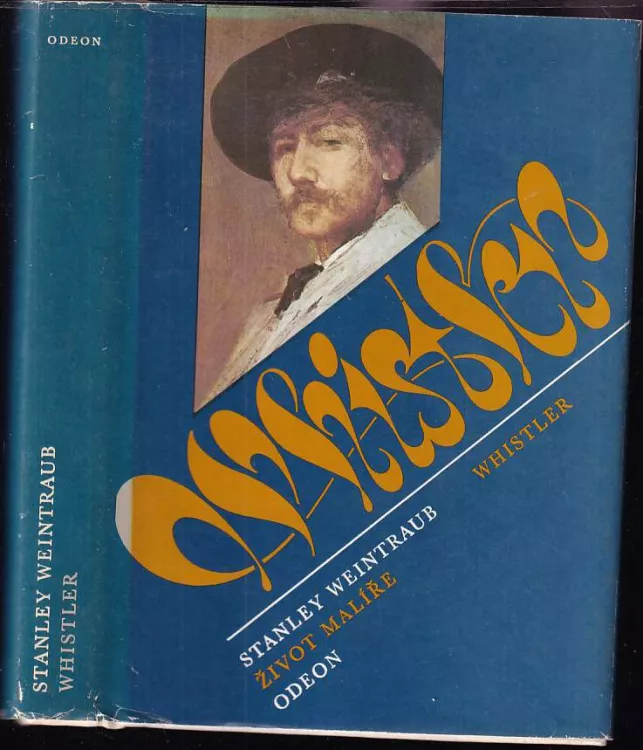 ODEON
STANLEY WEINTRAUB
WHISTLER
Whistler
WHISTLER
STANLEY WEINTRAUB
ŽIVOT MALÍŘE
ODEON